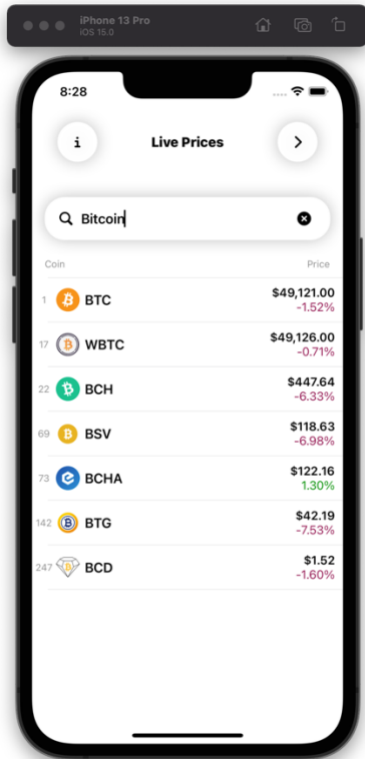 iPhone 13 Pro
iOS 15.0
8:28
i
Live Prices
Bitcoin
Coin Price
1 BTC $49,121.00
-1.52%
17 WBTC $49,126.00
-0.71%
22 BCH $447.64
-6.33%
69 BSV $118.63
-6.98%
73 BCHA $122.16
1.30%
142 BTG $42.19
-7.53%
247 BCD $1.52
-1.60%